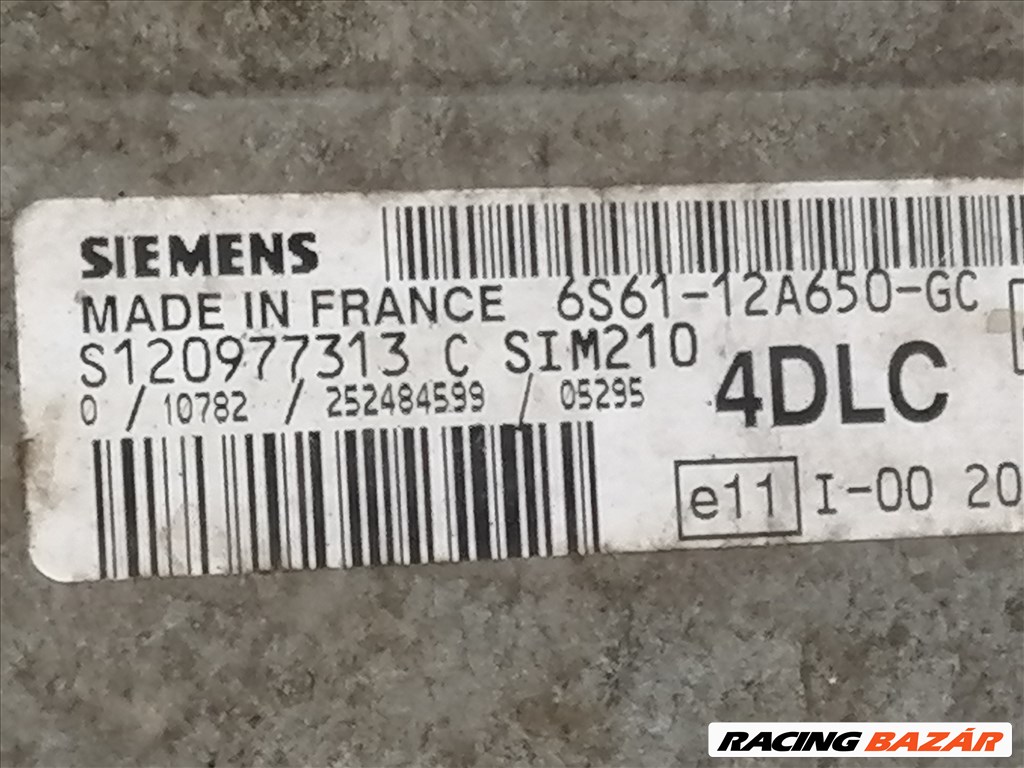 SIEMENS
MADE IN FRANCE 6S61-12A650-GC
S120977313 C SIM210
4DLC
0 / 10782 / 252484599 / 05295
e11 I-00 20
RACING BAZÁR